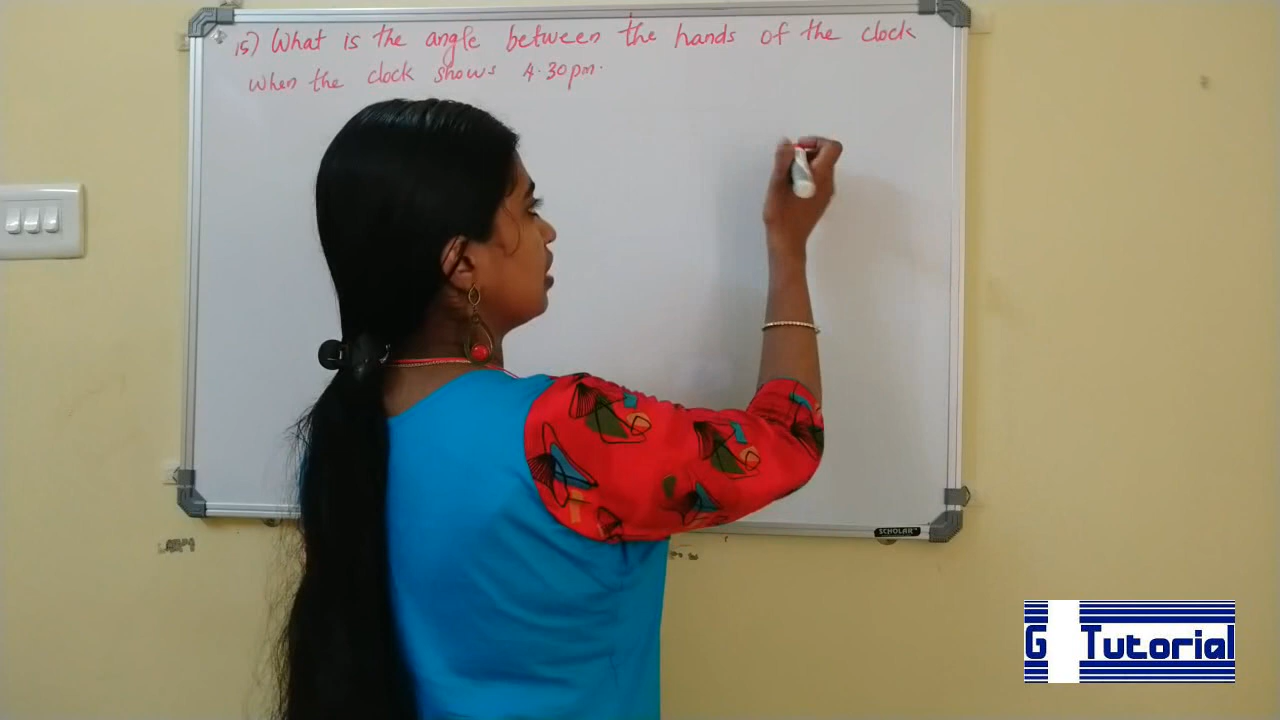 15) What is the angle between the hands of the clock
when the clock shows 4.30pm.
SCHOLAR
G Tutorial